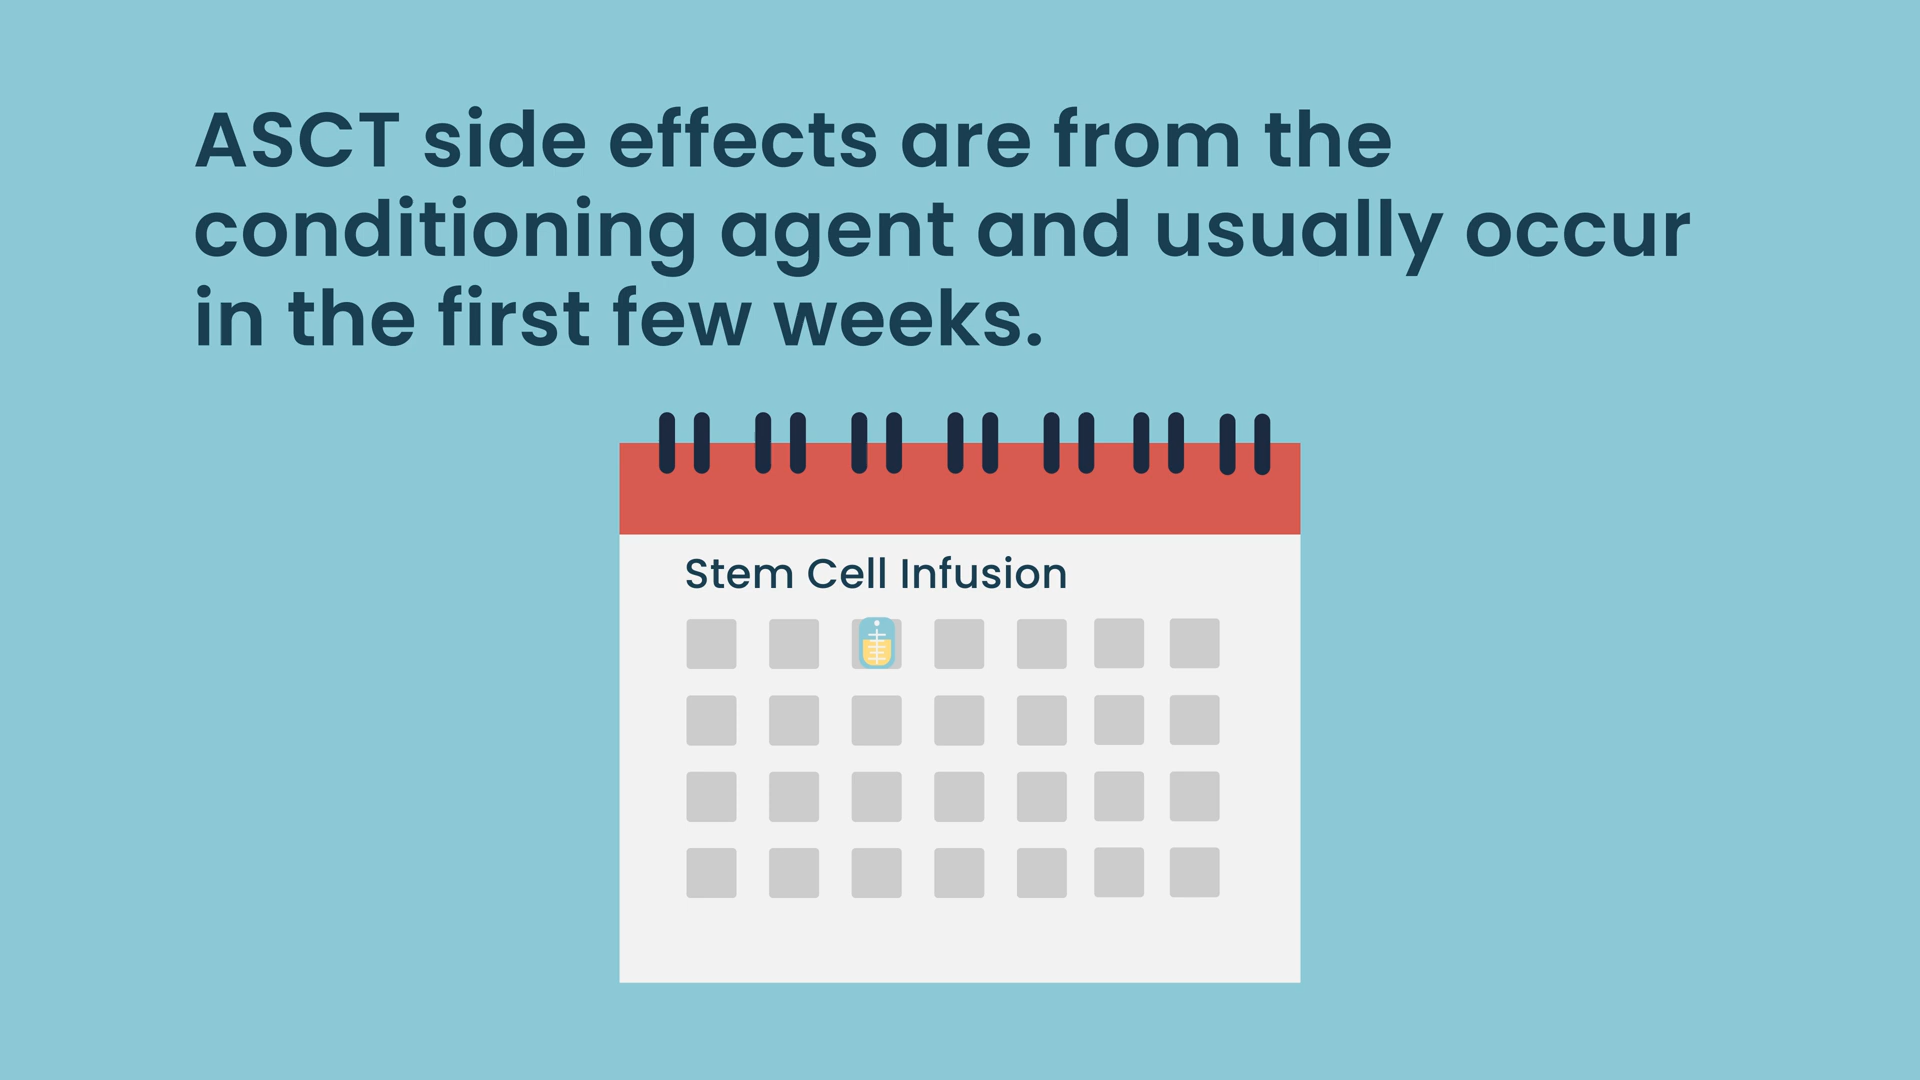 ASCT side effects are from the
conditioning agent and usually occur
in the first few weeks.
Stem Cell Infusion